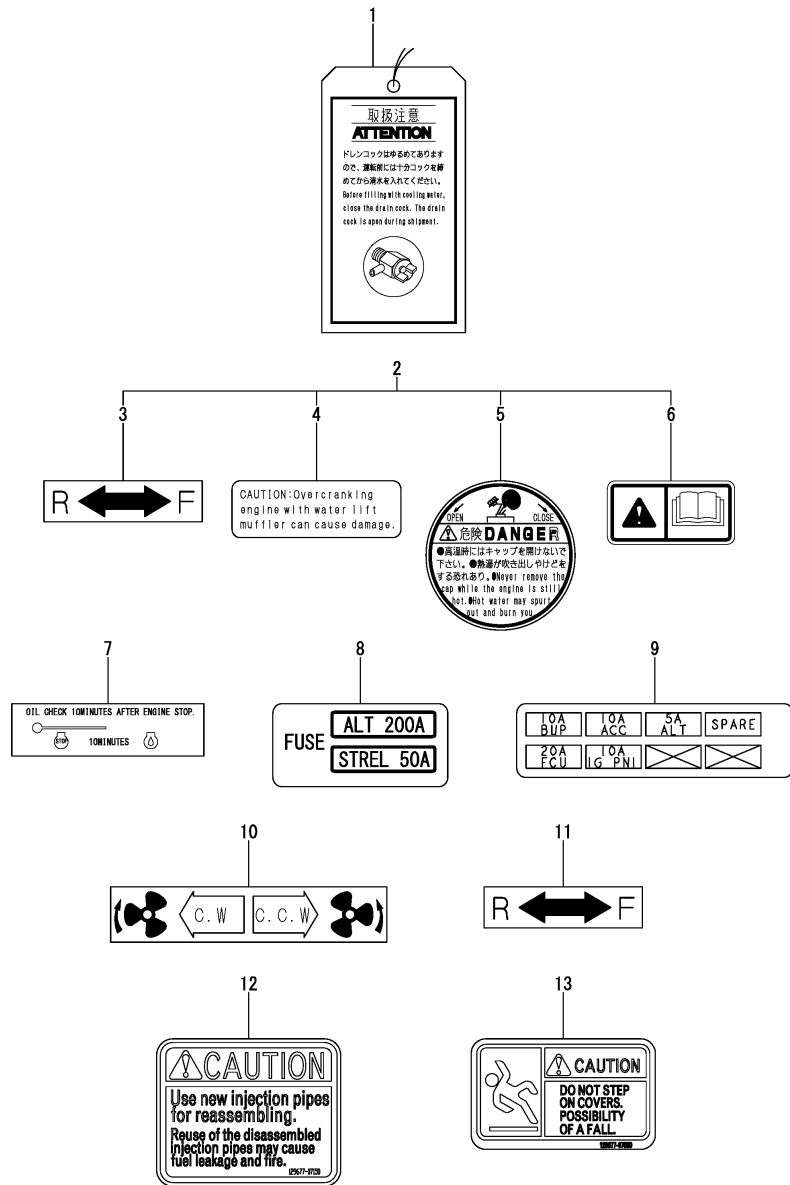 1
取扱注意
ATTENTION
ドレンコックはゆるめてあります
ので、運転前には十分コックを締
めてから清水を入れてください。
Before filling with cooling water,
close the drain cock. The drain
cock is open during shipment.
2
3
4
5
6
R F
CAUTION:Overcranking
engine with water lift
muffler can cause damage.
OPEN CLOSE
危険 DANGER
●高温時にはキャップを開けないで
下さい。●熱湯が吹き出しやけどを
する恐れあり。●Never remove the
cap while the engine is still
hot.●Hot water may spurt
out and burn you
7
8
9
OIL CHECK 10MINUTES AFTER ENGINE STOP.
STOP 10MINUTES
FUSE
ALT 200A
STREL 50A
10A BUP
10A ACC
5A ALT
SPARE
20A FCU
10A IG PNI
10
11
C.W C.C.W
R F
12
13
CAUTION
Use new injection pipes
for reassembling.
Reuse of the disassembled
injection pipes may cause
fuel leakage and fire.
129677-07150
CAUTION
DO NOT STEP
ON COVERS.
POSSIBILITY
OF A FALL.